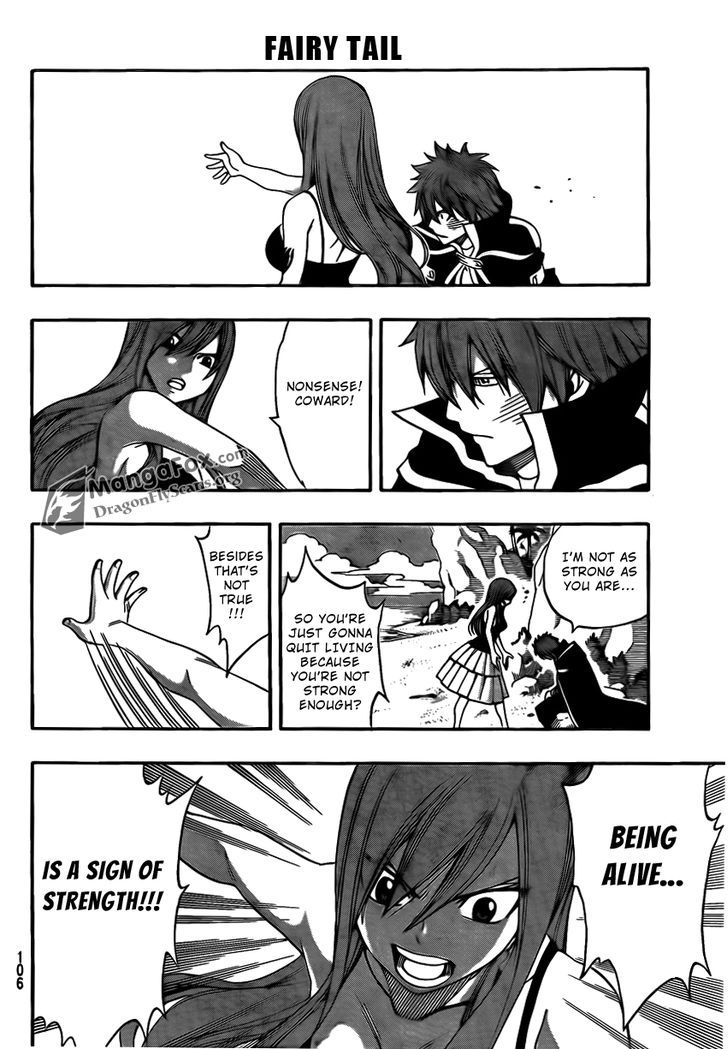 FAIRY TAIL
NONSENSE!
COWARD!
MangaFOX.com
DragonFlyScans.org
I'M NOT AS
STRONG AS
YOU ARE...
SO YOU'RE
JUST GONNA
QUIT LIVING
BECAUSE
YOU'RE NOT
STRONG
ENOUGH?
BESIDES
THAT'S
NOT
TRUE
!!!
BEING
ALIVE...
IS A SIGN OF
STRENGTH!!!
106